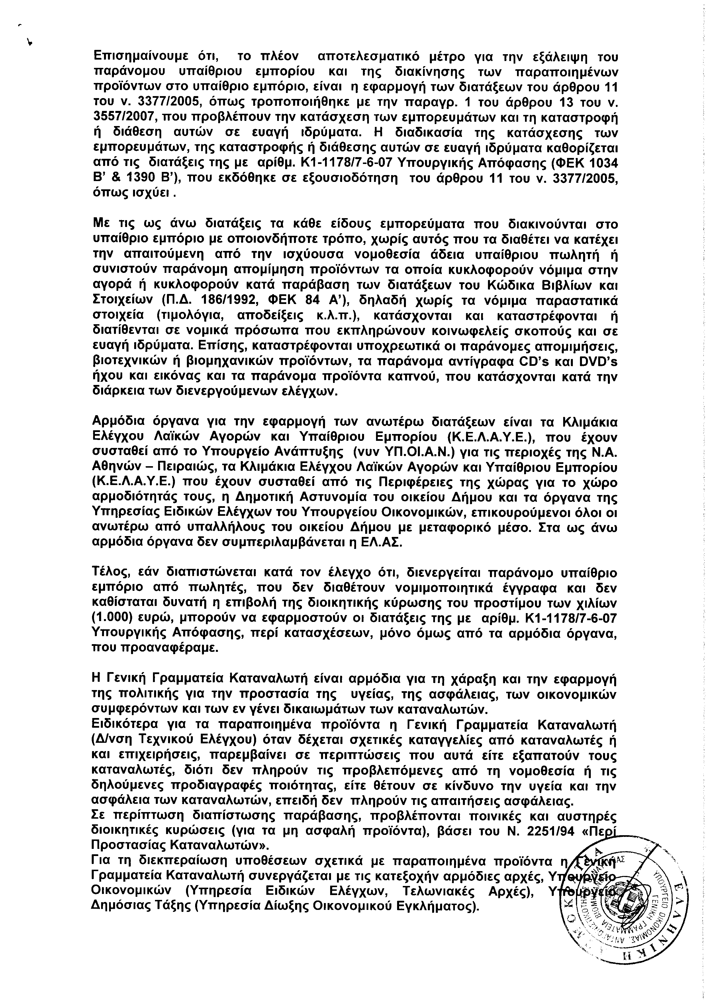 Επισημαίνουμε ότι, το πλέον αποτελεσματικό μέτρο για την εξάλειψη του
παράνομου υπαίθριου εμπορίου και της διακίνησης των παραποιημένων
προϊόντων στο υπαίθριο εμπόριο, είναι η εφαρμογή των διατάξεων του άρθρου 11
του ν. 3377/2005, όπως τροποποιήθηκε με την παραγρ. 1 του άρθρου 13 του ν.
3557/2007, που προβλέπουν την κατάσχεση των εμπορευμάτων και τη καταστροφή
ή διάθεση αυτών σε ευαγή ιδρύματα. Η διαδικασία της κατάσχεσης των
εμπορευμάτων, της καταστροφής ή διάθεσης αυτών σε ευαγή ιδρύματα καθορίζεται
από τις διατάξεις της με αρίθμ. Κ1-1178/7-6-07 Υπουργικής Απόφασης (ΦΕΚ 1034
Β’ & 1390 Β’), που εκδόθηκε σε εξουσιοδότηση του άρθρου 11 του ν. 3377/2005,
όπως ισχύει .
Με τις ως άνω διατάξεις τα κάθε είδους εμπορεύματα που διακινούνται στο
υπαίθριο εμπόριο με οποιονδήποτε τρόπο, χωρίς αυτός που τα διαθέτει να κατέχει
την απαιτούμενη από την ισχύουσα νομοθεσία άδεια υπαίθριου πωλητή ή
συνιστούν παράνομη απομίμηση προϊόντων τα οποία κυκλοφορούν νόμιμα στην
αγορά ή κυκλοφορούν κατά παράβαση των διατάξεων του Κώδικα Βιβλίων και
Στοιχείων (Π.Δ. 186/1992, ΦΕΚ 84 Α’), δηλαδή χωρίς τα νόμιμα παραστατικά
στοιχεία (τιμολόγια, αποδείξεις κ.λ.π.), κατάσχονται και καταστρέφονται ή
διατίθενται σε νομικά πρόσωπα που εκπληρώνουν κοινωφελείς σκοπούς και σε
ευαγή ιδρύματα. Επίσης, καταστρέφονται υποχρεωτικά οι παράνομες απομιμήσεις,
βιοτεχνικών ή βιομηχανικών προϊόντων, τα παράνομα αντίγραφα CD’s και DVD’s
ήχου και εικόνας και τα παράνομα προϊόντα καπνού, που κατάσχονται κατά την
διάρκεια των διενεργούμενων ελέγχων.
Αρμόδια όργανα για την εφαρμογή των ανωτέρω διατάξεων είναι τα Κλιμάκια
Ελέγχου Λαϊκών Αγορών και Υπαίθριου Εμπορίου (Κ.Ε.Λ.Α.Υ.Ε.), που έχουν
συσταθεί από το Υπουργείο Ανάπτυξης (νυν ΥΠ.ΟΙ.Α.Ν.) για τις περιοχές της Ν.Α.
Αθηνών – Πειραιώς, τα Κλιμάκια Ελέγχου Λαϊκών Αγορών και Υπαίθριου Εμπορίου
(Κ.Ε.Λ.Α.Υ.Ε.) που έχουν συσταθεί από τις Περιφέρειες της χώρας για το χώρο
αρμοδιότητάς τους, η Δημοτική Αστυνομία του οικείου Δήμου και τα όργανα της
Υπηρεσίας Ειδικών Ελέγχων του Υπουργείου Οικονομικών, επικουρούμενοι όλοι οι
ανωτέρω από υπαλλήλους του οικείου Δήμου με μεταφορικό μέσο. Στα ως άνω
αρμόδια όργανα δεν συμπεριλαμβάνεται η ΕΛ.ΑΣ.
Τέλος, εάν διαπιστώνεται κατά τον έλεγχο ότι, διενεργείται παράνομο υπαίθριο
εμπόριο από πωλητές, που δεν διαθέτουν νομιμοποιητικά έγγραφα και δεν
καθίσταται δυνατή η επιβολή της διοικητικής κύρωσης του προστίμου των χιλίων
(1.000) ευρώ, μπορούν να εφαρμοστούν οι διατάξεις της με αρίθμ. Κ1-1178/7-6-07
Υπουργικής Απόφασης, περί κατασχέσεων, μόνο όμως από τα αρμόδια όργανα,
που προαναφέραμε.
Η Γενική Γραμματεία Καταναλωτή είναι αρμόδια για τη χάραξη και την εφαρμογή
της πολιτικής για την προστασία της υγείας, της ασφάλειας, των οικονομικών
συμφερόντων και των εν γένει δικαιωμάτων των καταναλωτών.
Ειδικότερα για τα παραποιημένα προϊόντα η Γενική Γραμματεία Καταναλωτή
(Δ/νση Τεχνικού Ελέγχου) όταν δέχεται σχετικές καταγγελίες από καταναλωτές ή
και επιχειρήσεις, παρεμβαίνει σε περιπτώσεις που αυτά είτε εξαπατούν τους
καταναλωτές, διότι δεν πληρούν τις προβλεπόμενες από τη νομοθεσία ή τις
δηλούμενες προδιαγραφές ποιότητας, είτε θέτουν σε κίνδυνο την υγεία και την
ασφάλεια των καταναλωτών, επειδή δεν πληρούν τις απαιτήσεις ασφάλειας.
Σε περίπτωση διαπίστωσης παράβασης, προβλέπονται ποινικές και αυστηρές
διοικητικές κυρώσεις (για τα μη ασφαλή προϊόντα), βάσει του Ν. 2251/94 «Περί
Προστασίας Καταναλωτών».
Για τη διεκπεραίωση υποθέσεων σχετικά με παραποιημένα προϊόντα η Γενική
Γραμματεία Καταναλωτή συνεργάζεται με τις κατεξοχήν αρμόδιες αρχές, Υπουργείο
Οικονομικών (Υπηρεσία Ειδικών Ελέγχων, Τελωνιακές Αρχές), Υπουργείο
Δημόσιας Τάξης (Υπηρεσία Δίωξης Οικονομικού Εγκλήματος).
ΕΛΛΗΝΙΚΗ
ΥΠΟΥΡΓΕΙΟ ΟΙΚΟΝΟΜΙΑΣ,
ΓΕΝΙΚΗ ΓΡΑΜΜΑΤΕΙΑ